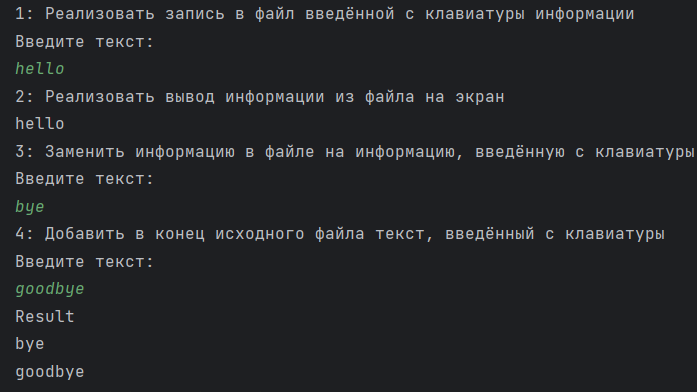 1: Реализовать запись в файл введённой с клавиатуры информации
Введите текст:
hello
2: Реализовать вывод информации из файла на экран
hello
3: Заменить информацию в файле на информацию, введённую с клавиатуры
Введите текст:
bye
4: Добавить в конец исходного файла текст, введённый с клавиатуры
Введите текст:
goodbye
Result
bye
goodbye